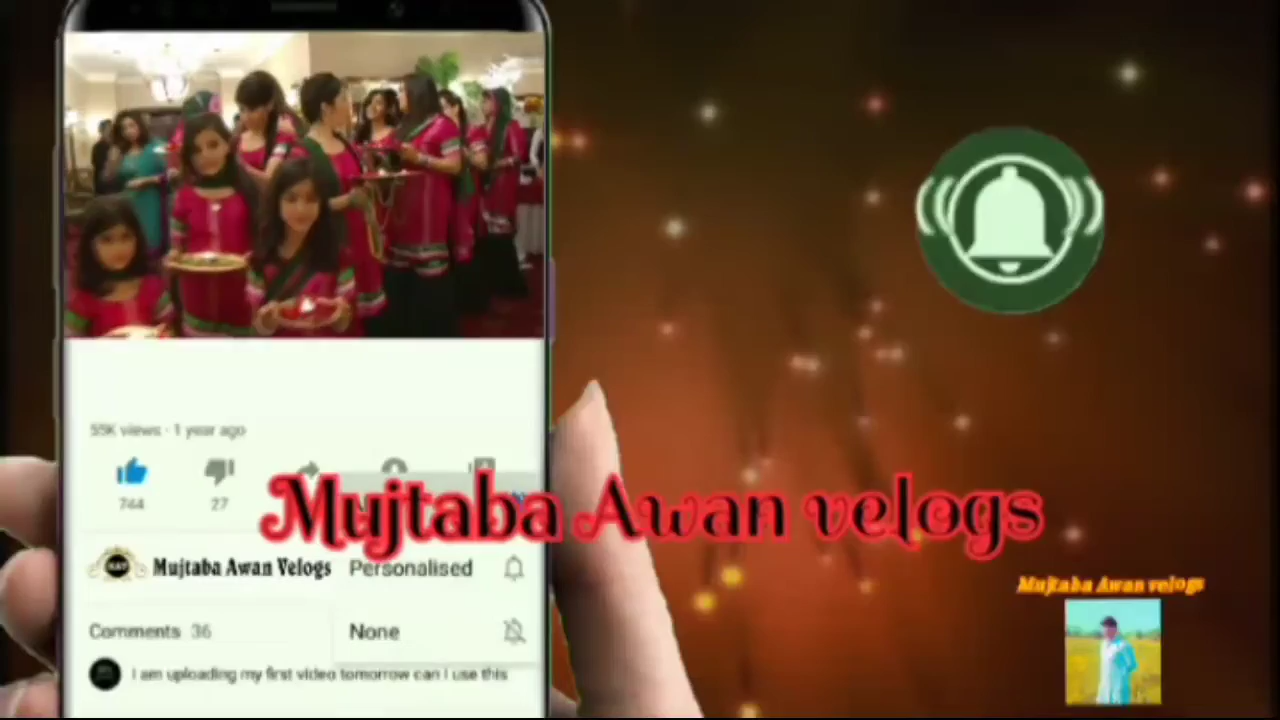 55K views · 1 year ago
744
27
Mujtaba Awan velogs
Mujtaba Awan Velogs
Personalised
Mujtaba Awan velogs
Comments 36
None
I am uploading my first video tomorrow can I use this